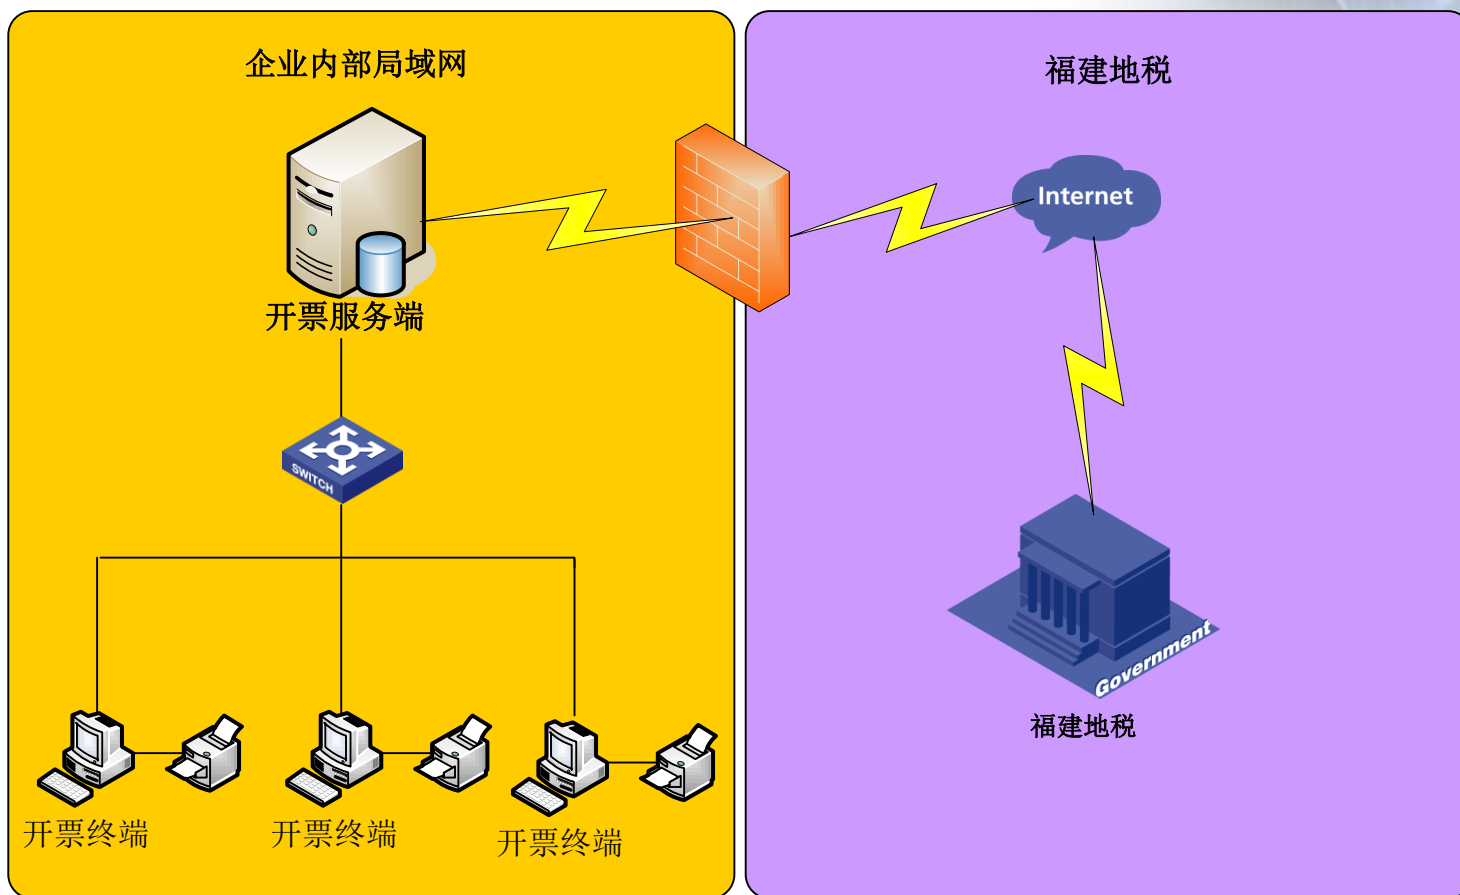 企业内部局域网
福建地税
Internet
开票服务端
SWITCH
Government
福建地税
开票终端
开票终端
开票终端